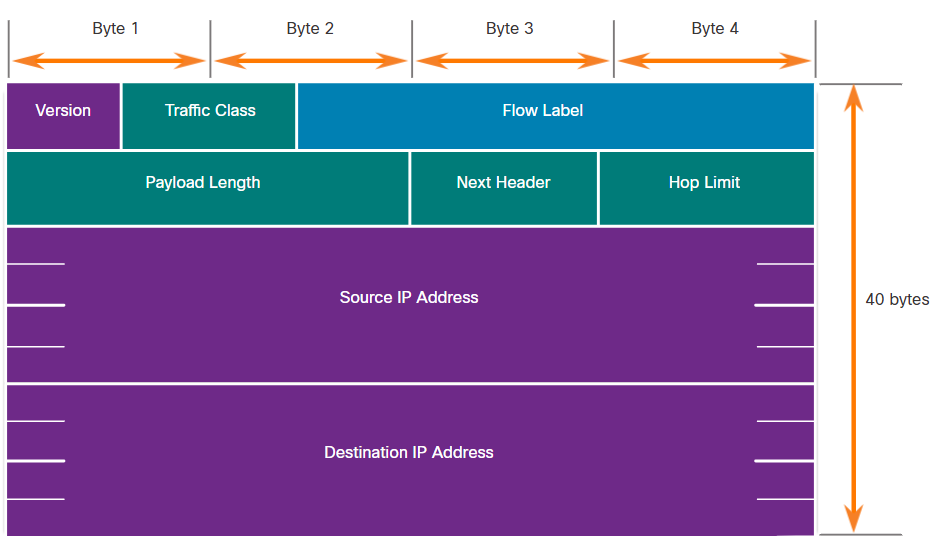 Byte 1 Byte 2 Byte 3 Byte 4
Version Traffic Class Flow Label
Payload Length Next Header Hop Limit
Source IP Address
40 bytes
Destination IP Address